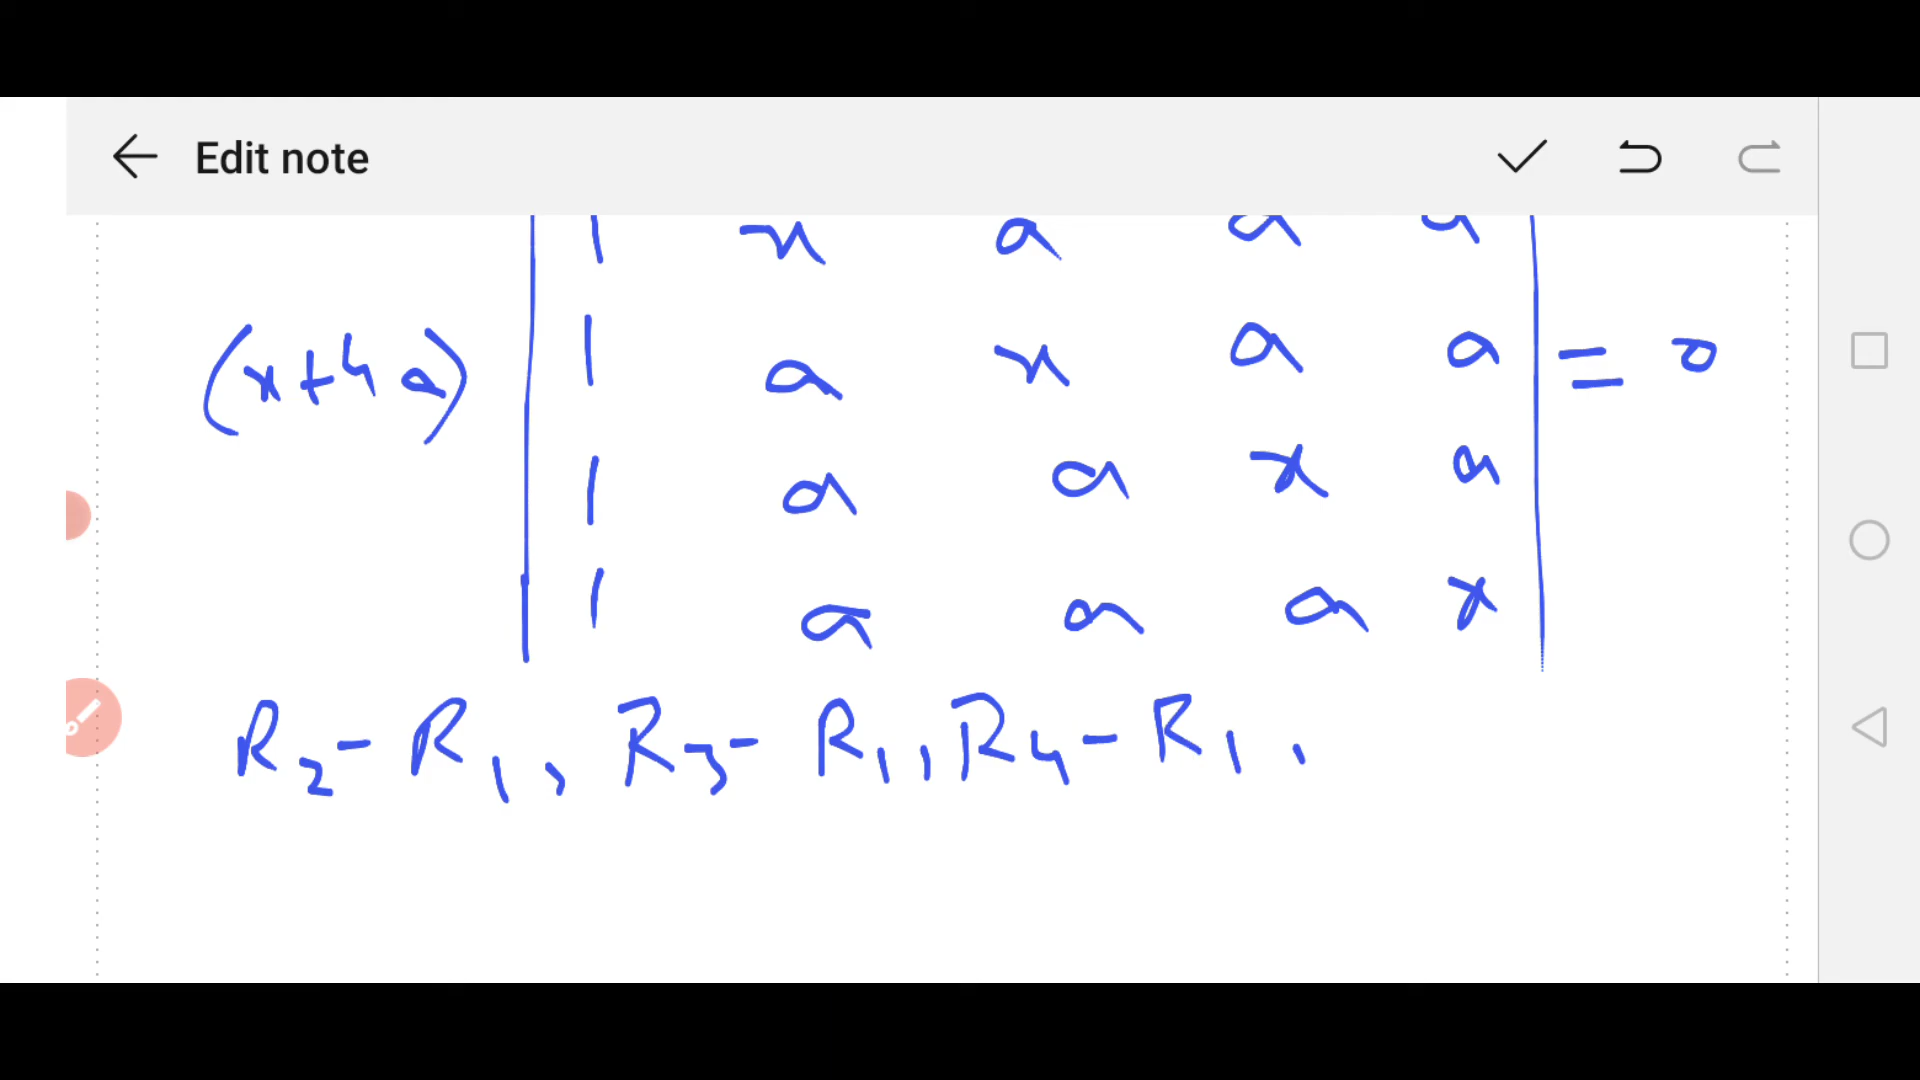 Edit note
1 x a a a
(x+4a) 1 a x a a = 0
1 a a x a
1 a a a x
R₂-R₁, R₃-R₁, R₄-R₁,